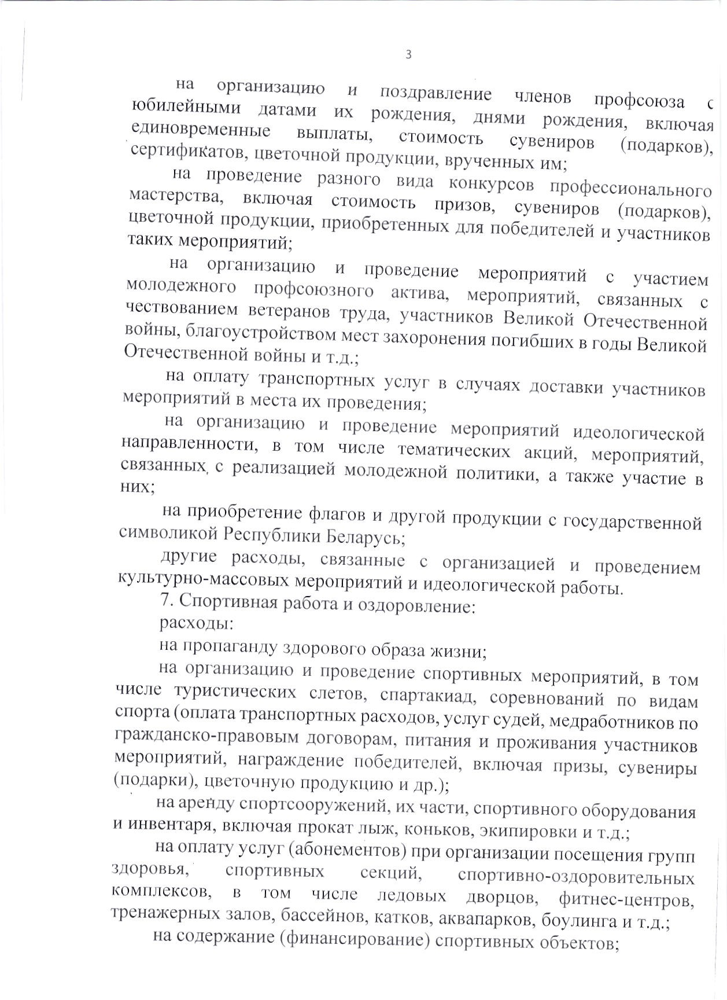 3
на организацию и поздравление членов профсоюза с
юбилейными датами их рождения, днями рождения, включая
единовременные выплаты, стоимость сувениров (подарков),
сертификатов, цветочной продукции, врученных им;
на проведение разного вида конкурсов профессионального
мастерства, включая стоимость призов, сувениров (подарков),
цветочной продукции, приобретенных для победителей и участников
таких мероприятий;
на организацию и проведение мероприятий с участием
молодежного профсоюзного актива, мероприятий, связанных с
чествованием ветеранов труда, участников Великой Отечественной
войны, благоустройством мест захоронения погибших в годы Великой
Отечественной войны и т.д.;
на оплату транспортных услуг в случаях доставки участников
мероприятий в места их проведения;
на организацию и проведение мероприятий идеологической
направленности, в том числе тематических акций, мероприятий,
связанных с реализацией молодежной политики, а также участие в
них;
на приобретение флагов и другой продукции с государственной
символикой Республики Беларусь;
другие расходы, связанные с организацией и проведением
культурно-массовых мероприятий и идеологической работы.
7. Спортивная работа и оздоровление:
расходы:
на пропаганду здорового образа жизни;
на организацию и проведение спортивных мероприятий, в том
числе туристических слетов, спартакиад, соревнований по видам
спорта (оплата транспортных расходов, услуг судей, медработников по
гражданско-правовым договорам, питания и проживания участников
мероприятий, награждение победителей, включая призы, сувениры
(подарки), цветочную продукцию и др.);
на аренду спортсооружений, их части, спортивного оборудования
и инвентаря, включая прокат лыж, коньков, экипировки и т.д.;
на оплату услуг (абонементов) при организации посещения групп
здоровья, спортивных секций, спортивно-оздоровительных
комплексов, в том числе ледовых дворцов, фитнес-центров,
тренажерных залов, бассейнов, катков, аквапарков, боулинга и т.д.;
на содержание (финансирование) спортивных объектов;